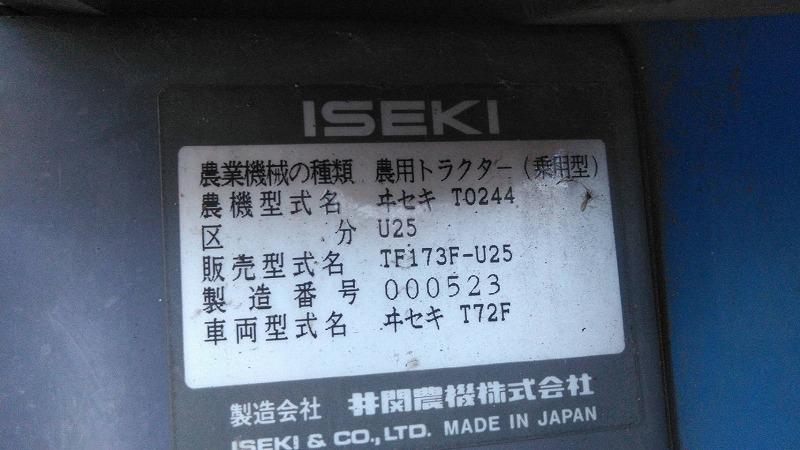 ISEKI
農業機械の種類 農用トラクター(乗用型)
農機型式名 ヰセキ T0244
区分 U25
販売型式名 TF173F-U25
製造番号 000523
車両型式名 ヰセキ T72F
製造会社 井関農機株式会社
ISEKI & CO., LTD. MADE IN JAPAN